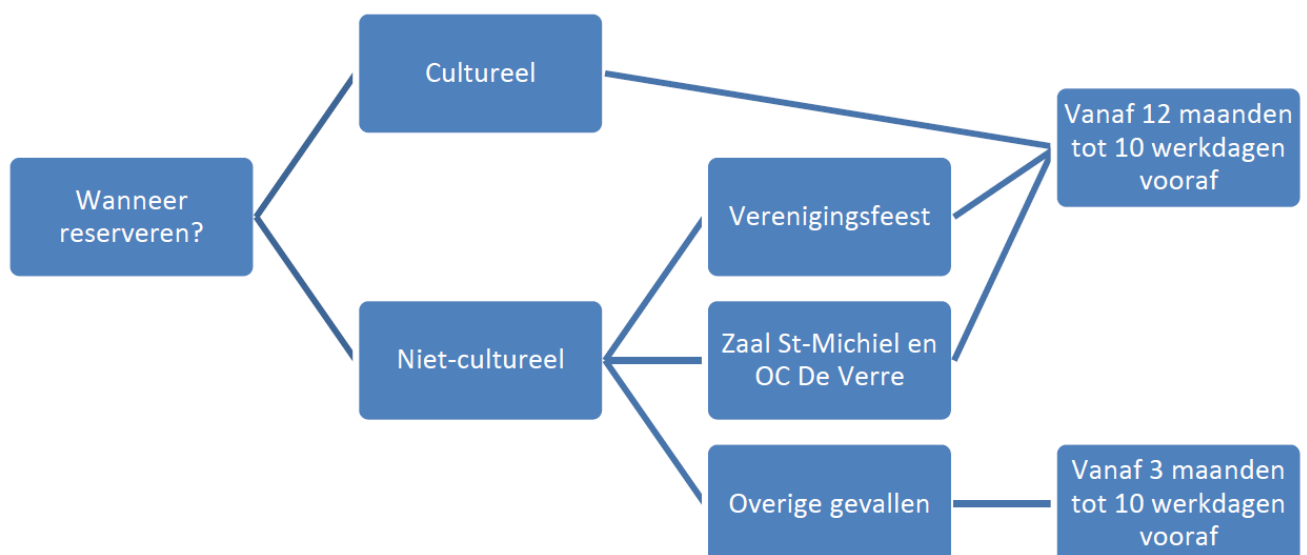 Wanneer
reserveren?
Cultureel
Niet-cultureel
Verenigingsfeest
Zaal St-Michiel en
OC De Verre
Overige gevallen
Vanaf 12 maanden
tot 10 werkdagen
vooraf
Vanaf 3 maanden
tot 10 werkdagen
vooraf